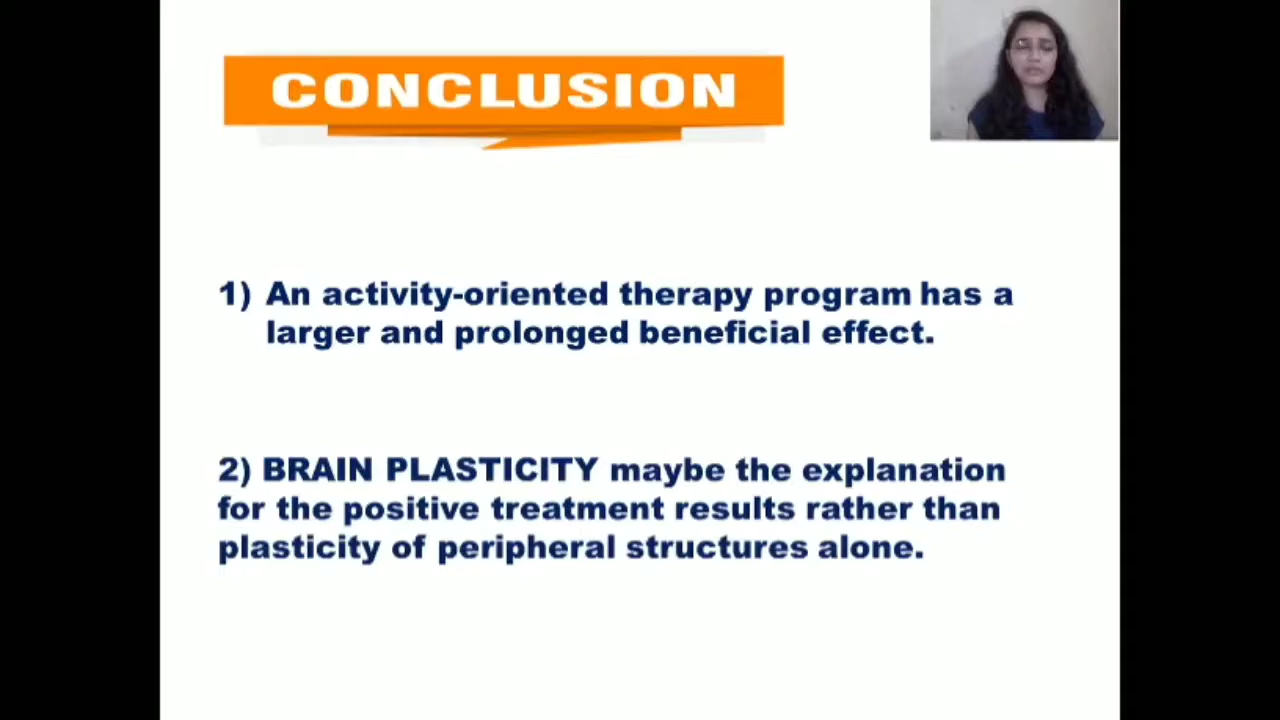 CONCLUSION
1) An activity-oriented therapy program has a
larger and prolonged beneficial effect.
2) BRAIN PLASTICITY maybe the explanation
for the positive treatment results rather than
plasticity of peripheral structures alone.